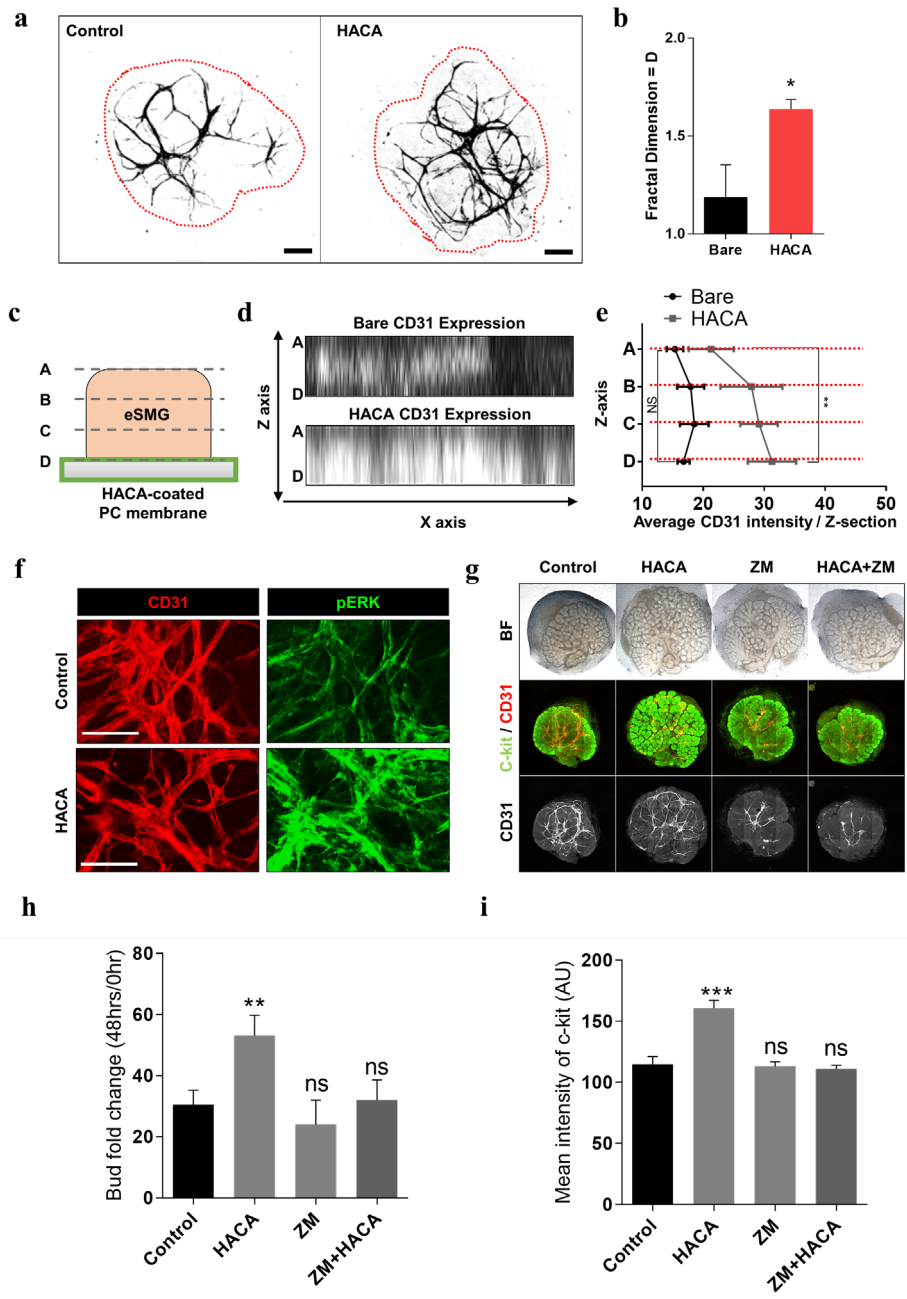 a
Control
HACA
b
Fractal Dimension = D
2.0
1.5
1.0
*
Bare
HACA
c
A
B
C
D
eSMG
HACA-coated
PC membrane
d
Z axis
Bare CD31 Expression
A
D
HACA CD31 Expression
A
D
X axis
e
Bare
HACA
Z-axis
A
B
C
D
NS
**
10 20 30 40 50
Average CD31 intensity / Z-section
f
CD31 pERK
Control
HACA
g
Control HACA ZM HACA+ZM
BF
C-kit / CD31
CD31
h
Bud fold change (48hrs/0hr)
80
60
40
20
0
**
ns
ns
Control
HACA
ZM
ZM+HACA
i
Mean intensity of c-kit (AU)
200
150
100
50
0
***
ns
ns
Control
HACA
ZM
ZM+HACA